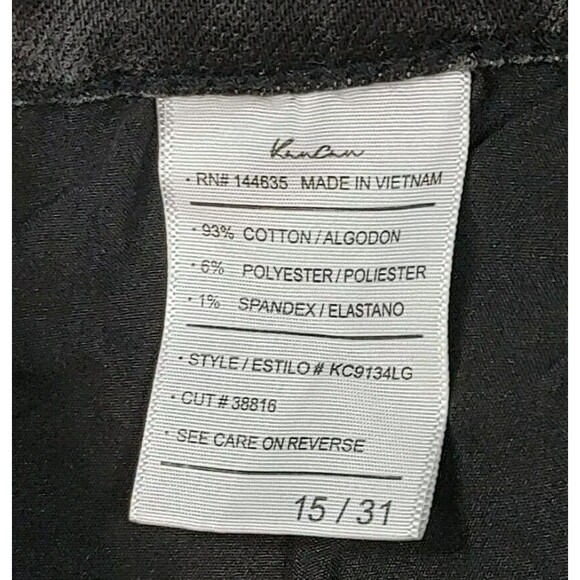 KanCan
• RN# 144635 MADE IN VIETNAM
• 93% COTTON / ALGODON
• 6% POLYESTER / POLIESTER
• 1% SPANDEX / ELASTANO
• STYLE / ESTILO # KC9134LG
• CUT # 38816
• SEE CARE ON REVERSE
15 / 31